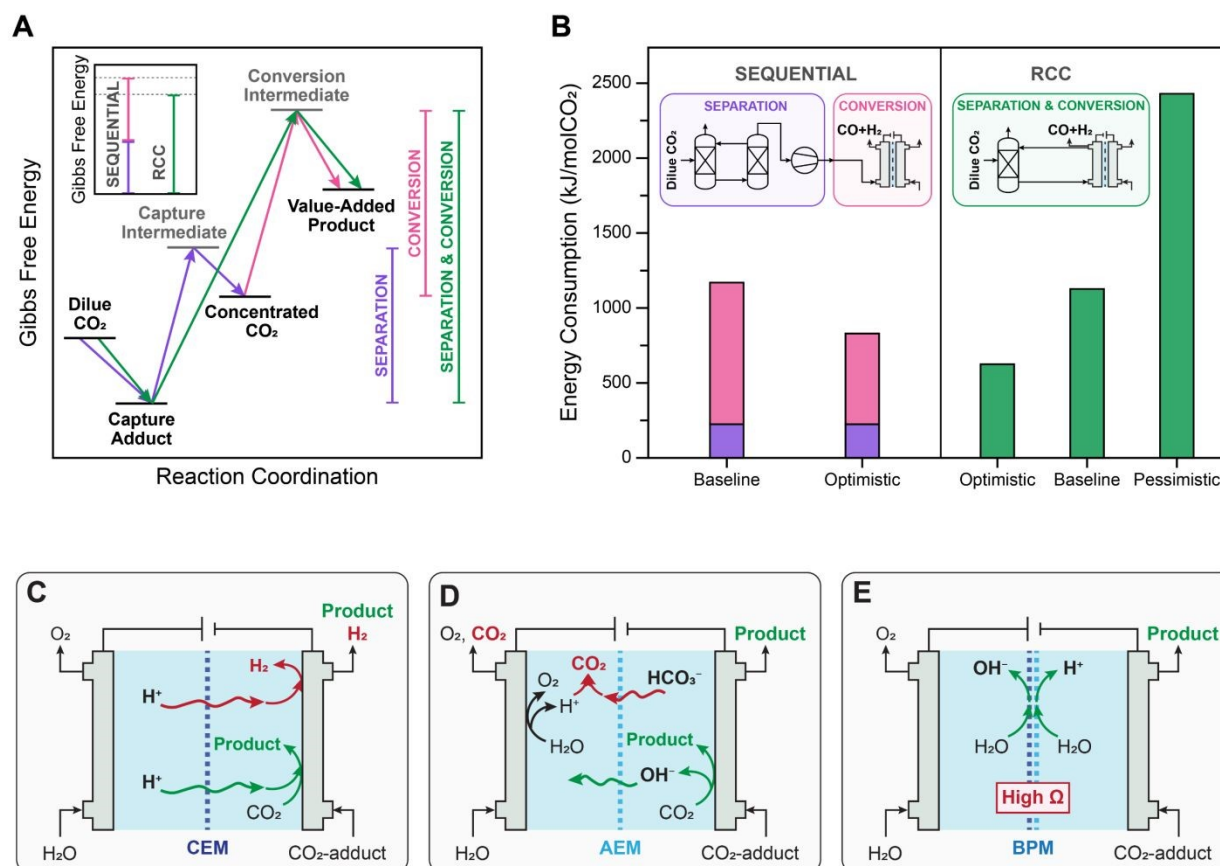 A
Gibbs Free Energy
Gibbs Free Energy
SEQUENTIAL
RCC
Conversion
Intermediate
Value-Added
Product
Capture
Intermediate
Concentrated
CO₂
Dilue
CO₂
Capture
Adduct
SEPARATION
CONVERSION
SEPARATION & CONVERSION
Reaction Coordination
B
Energy Consumption (kJ/molCO₂)
2500
2000
1500
1000
500
0
SEQUENTIAL
RCC
SEPARATION
Dilute CO₂
CONVERSION
CO+H₂
SEPARATION & CONVERSION
Dilute CO₂
CO+H₂
Baseline
Optimistic
Optimistic
Baseline
Pessimistic
C
O₂
Product
H₂
H₂
H⁺
Product
H⁺
CO₂
H₂O
CEM
CO₂-adduct
D
O₂, CO₂
Product
O₂
CO₂
HCO₃⁻
H⁺
H₂O
Product
OH⁻
CO₂
H₂O
AEM
CO₂-adduct
E
O₂
Product
OH⁻
H⁺
H₂O
H₂O
High Ω
H₂O
BPM
CO₂-adduct